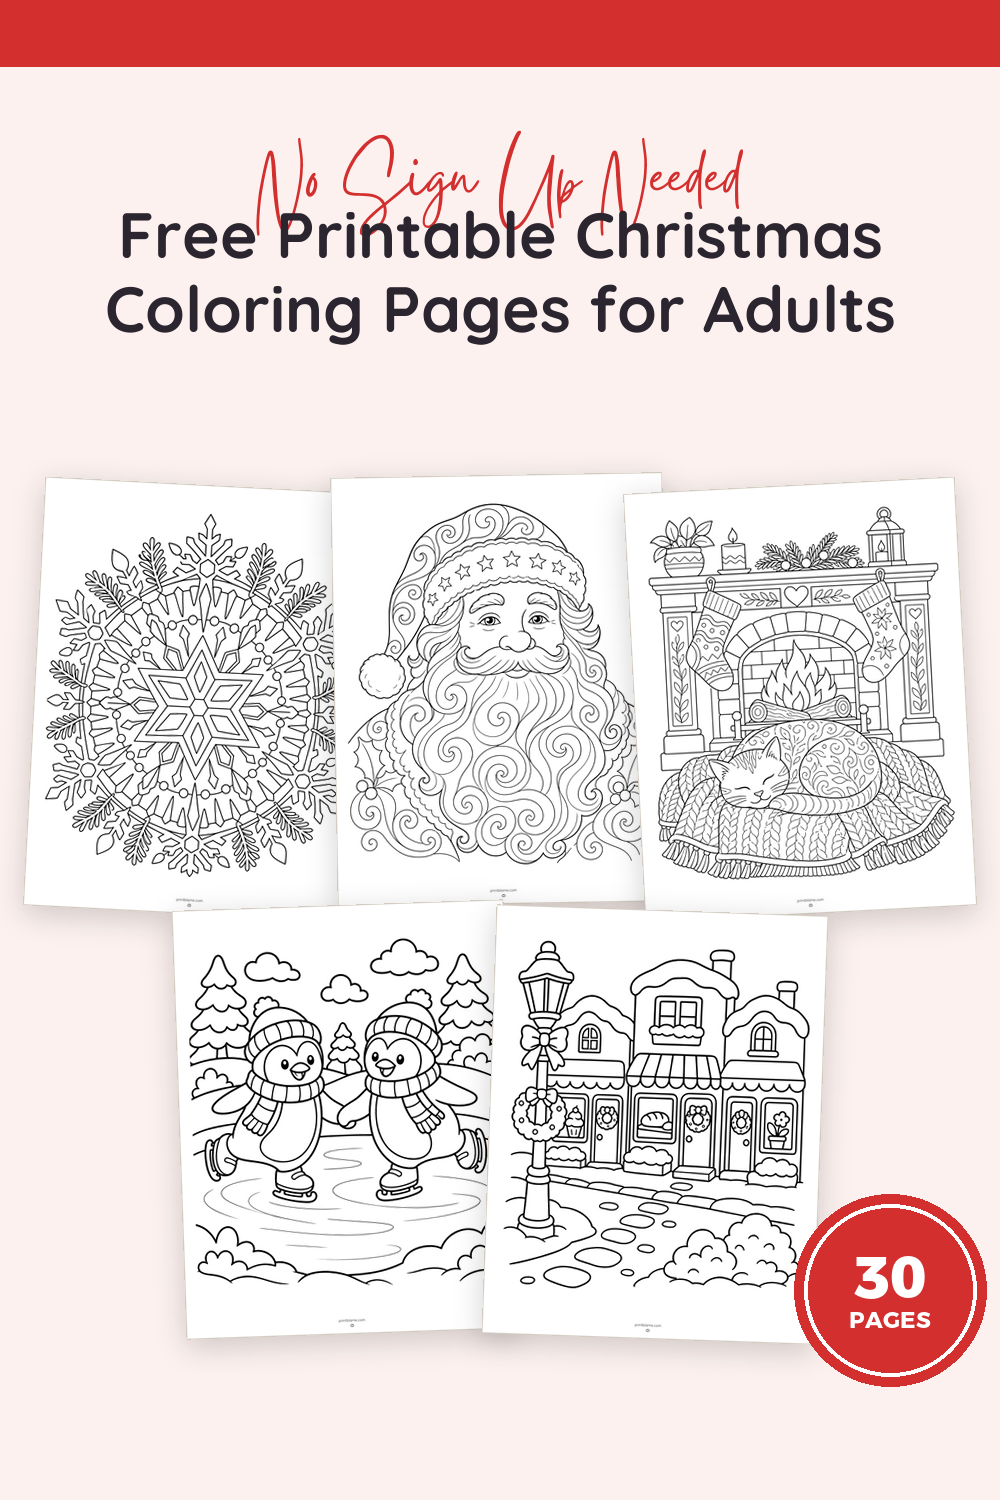 No Sign Up Needed
Free Printable Christmas
Coloring Pages for Adults
30
PAGES